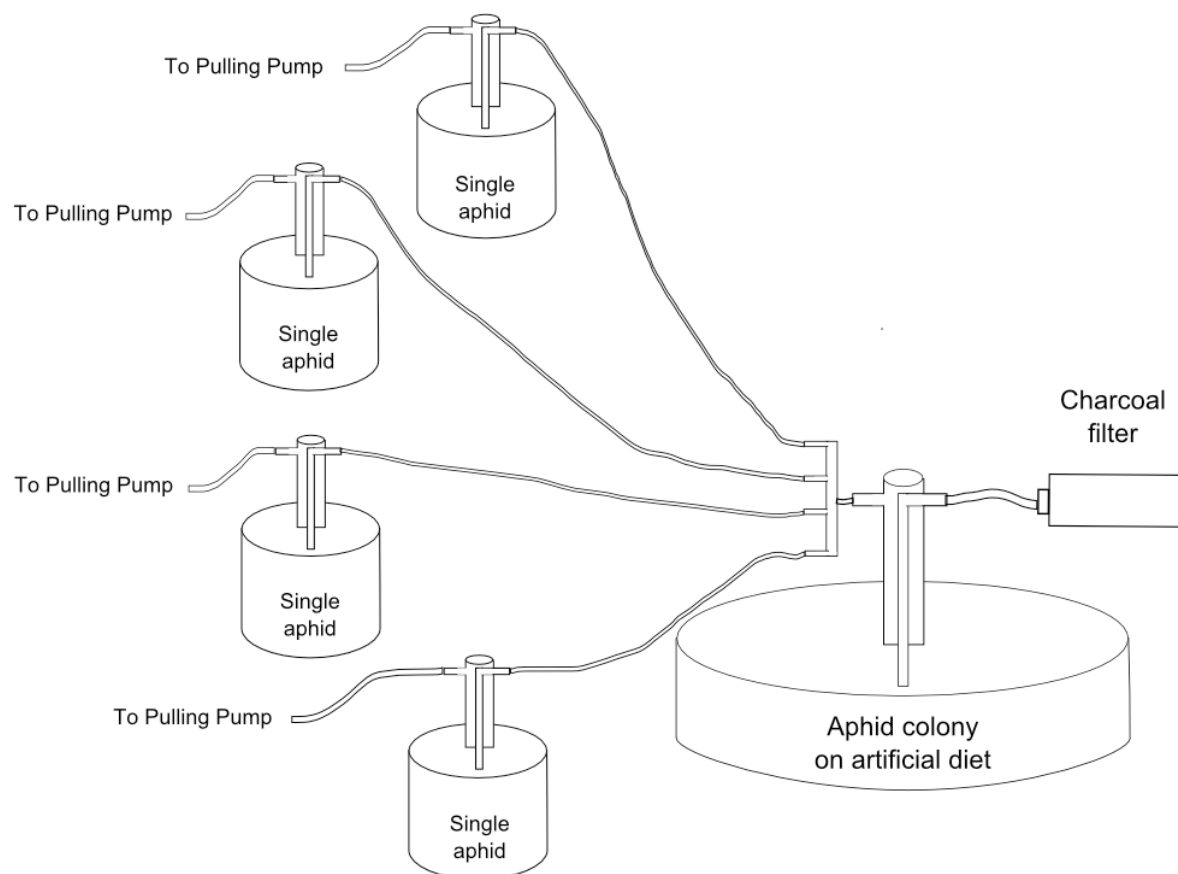 To Pulling Pump
Single
aphid
To Pulling Pump
Single
aphid
Charcoal
filter
To Pulling Pump
Single
aphid
To Pulling Pump
Aphid colony
on artificial diet
Single
aphid